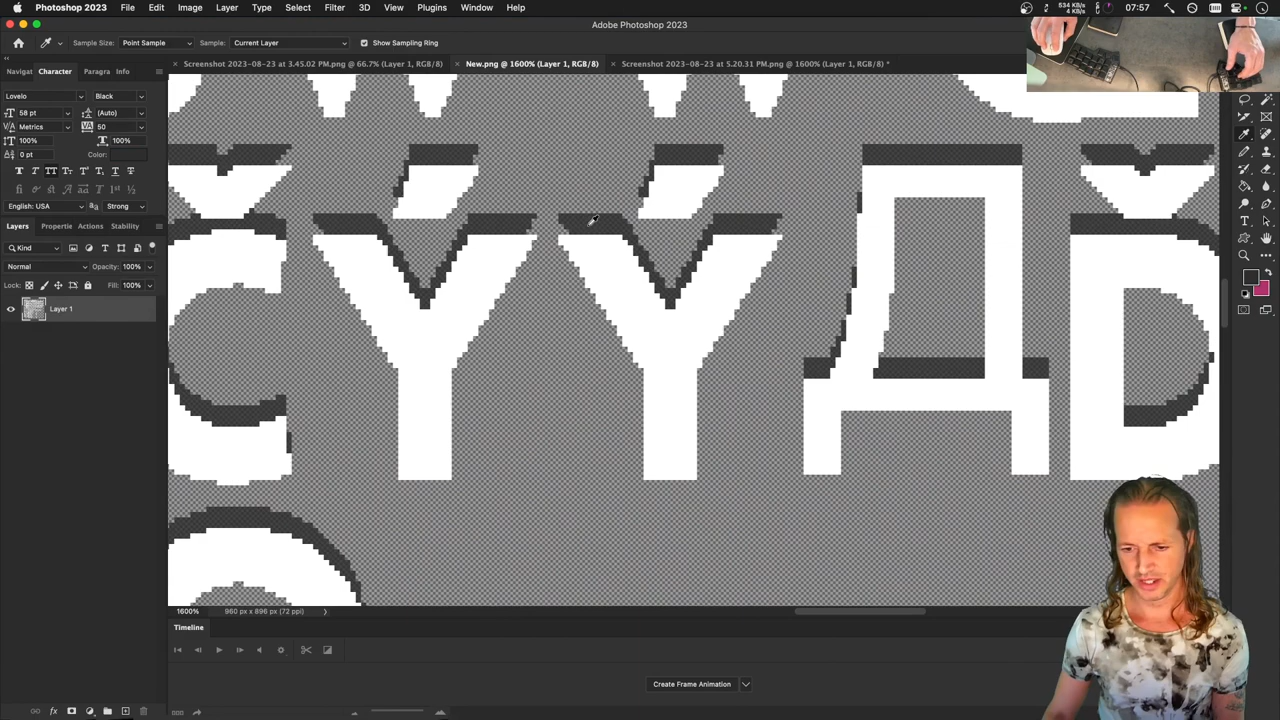 Photoshop 2023 File Edit Image Layer Type Select Filter 3D View Plugins Window Help 534 KB/s 07:57
Adobe Photoshop 2023
Sample Size: Point Sample Sample: Current Layer Show Sampling Ring
Navigat Character Paragra Info
Screenshot 2023-08-23 at 3.45.02 PM.png @ 66.7% (Layer 1, RGB/8) New.png @ 1600% (Layer 1, RGB/8) Screenshot 2023-08-23 at 5.20.31 PM.png @ 1600% (Layer 1, RGB/8) *
Lovelo Black
58 pt (Auto)
Metrics 50
100% 100%
0 pt Color:
English: USA Strong
Layers Propertie Actions Stability
Kind
Normal Opacity: 100%
Lock: Fill: 100%
Layer 1
Ý Ý Д Ď
1600% 960 px x 896 px (72 ppi)
Timeline
Create Frame Animation